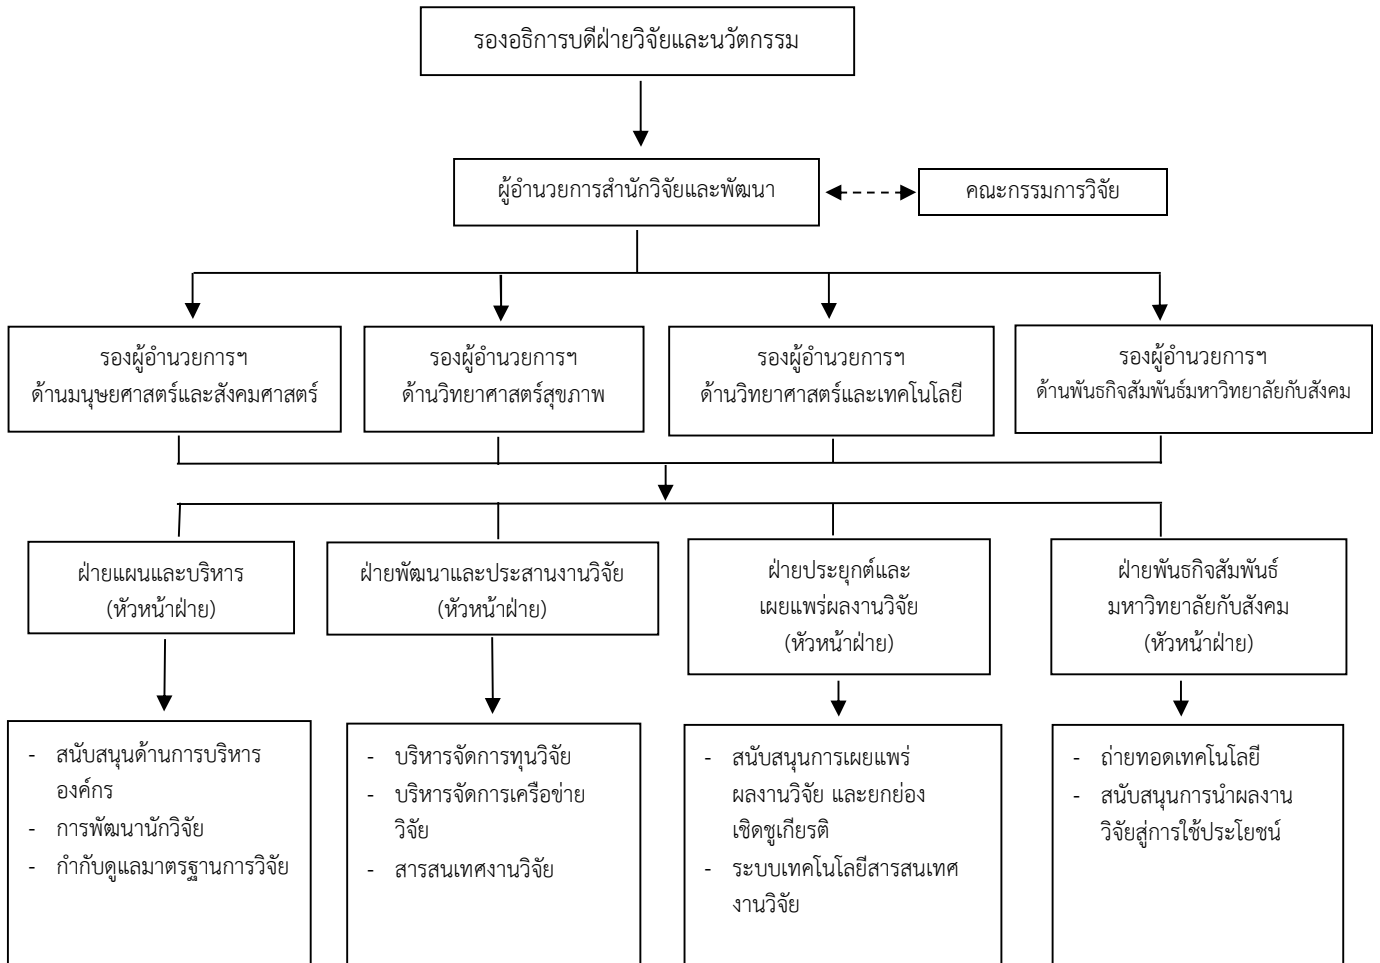 รองอธิการบดีฝ่ายวิจัยและนวัตกรรม
ผู้อำนวยการสำนักวิจัยและพัฒนา
คณะกรรมการวิจัย
รองผู้อำนวยการฯ
ด้านมนุษยศาสตร์และสังคมศาสตร์
รองผู้อำนวยการฯ
ด้านวิทยาศาสตร์สุขภาพ
รองผู้อำนวยการฯ
ด้านวิทยาศาสตร์และเทคโนโลยี
รองผู้อำนวยการฯ
ด้านพันธกิจสัมพันธ์มหาวิทยาลัยกับสังคม
ฝ่ายแผนและบริหาร
(หัวหน้าฝ่าย)
ฝ่ายพัฒนาและประสานงานวิจัย
(หัวหน้าฝ่าย)
ฝ่ายประยุกต์และ
เผยแพร่ผลงานวิจัย
(หัวหน้าฝ่าย)
ฝ่ายพันธกิจสัมพันธ์
มหาวิทยาลัยกับสังคม
(หัวหน้าฝ่าย)
- สนับสนุนด้านการบริหาร
องค์กร
- การพัฒนานักวิจัย
- กำกับดูแลมาตรฐานการวิจัย
- บริหารจัดการทุนวิจัย
- บริหารจัดการเครือข่าย
วิจัย
- สารสนเทศงานวิจัย
- สนับสนุนการเผยแพร่
ผลงานวิจัย และยกย่อง
เชิดชูเกียรติ
- ระบบเทคโนโลยีสารสนเทศ
งานวิจัย
- ถ่ายทอดเทคโนโลยี
- สนับสนุนการนำผลงาน
วิจัยสู่การใช้ประโยชน์